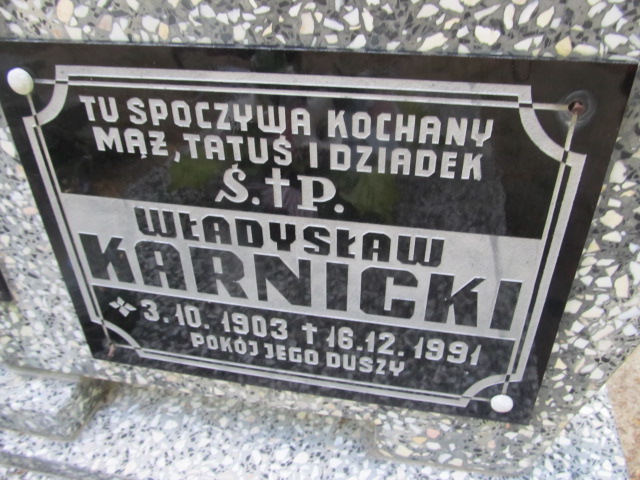 TU SPOCZYWA KOCHANY
MĄŻ, TATUŚ I DZIADEK
Ś.†P.
WŁADYSŁAW
KARNICKI
3.10.1903 † 16.12.1991
POKÓJ JEGO DUSZY